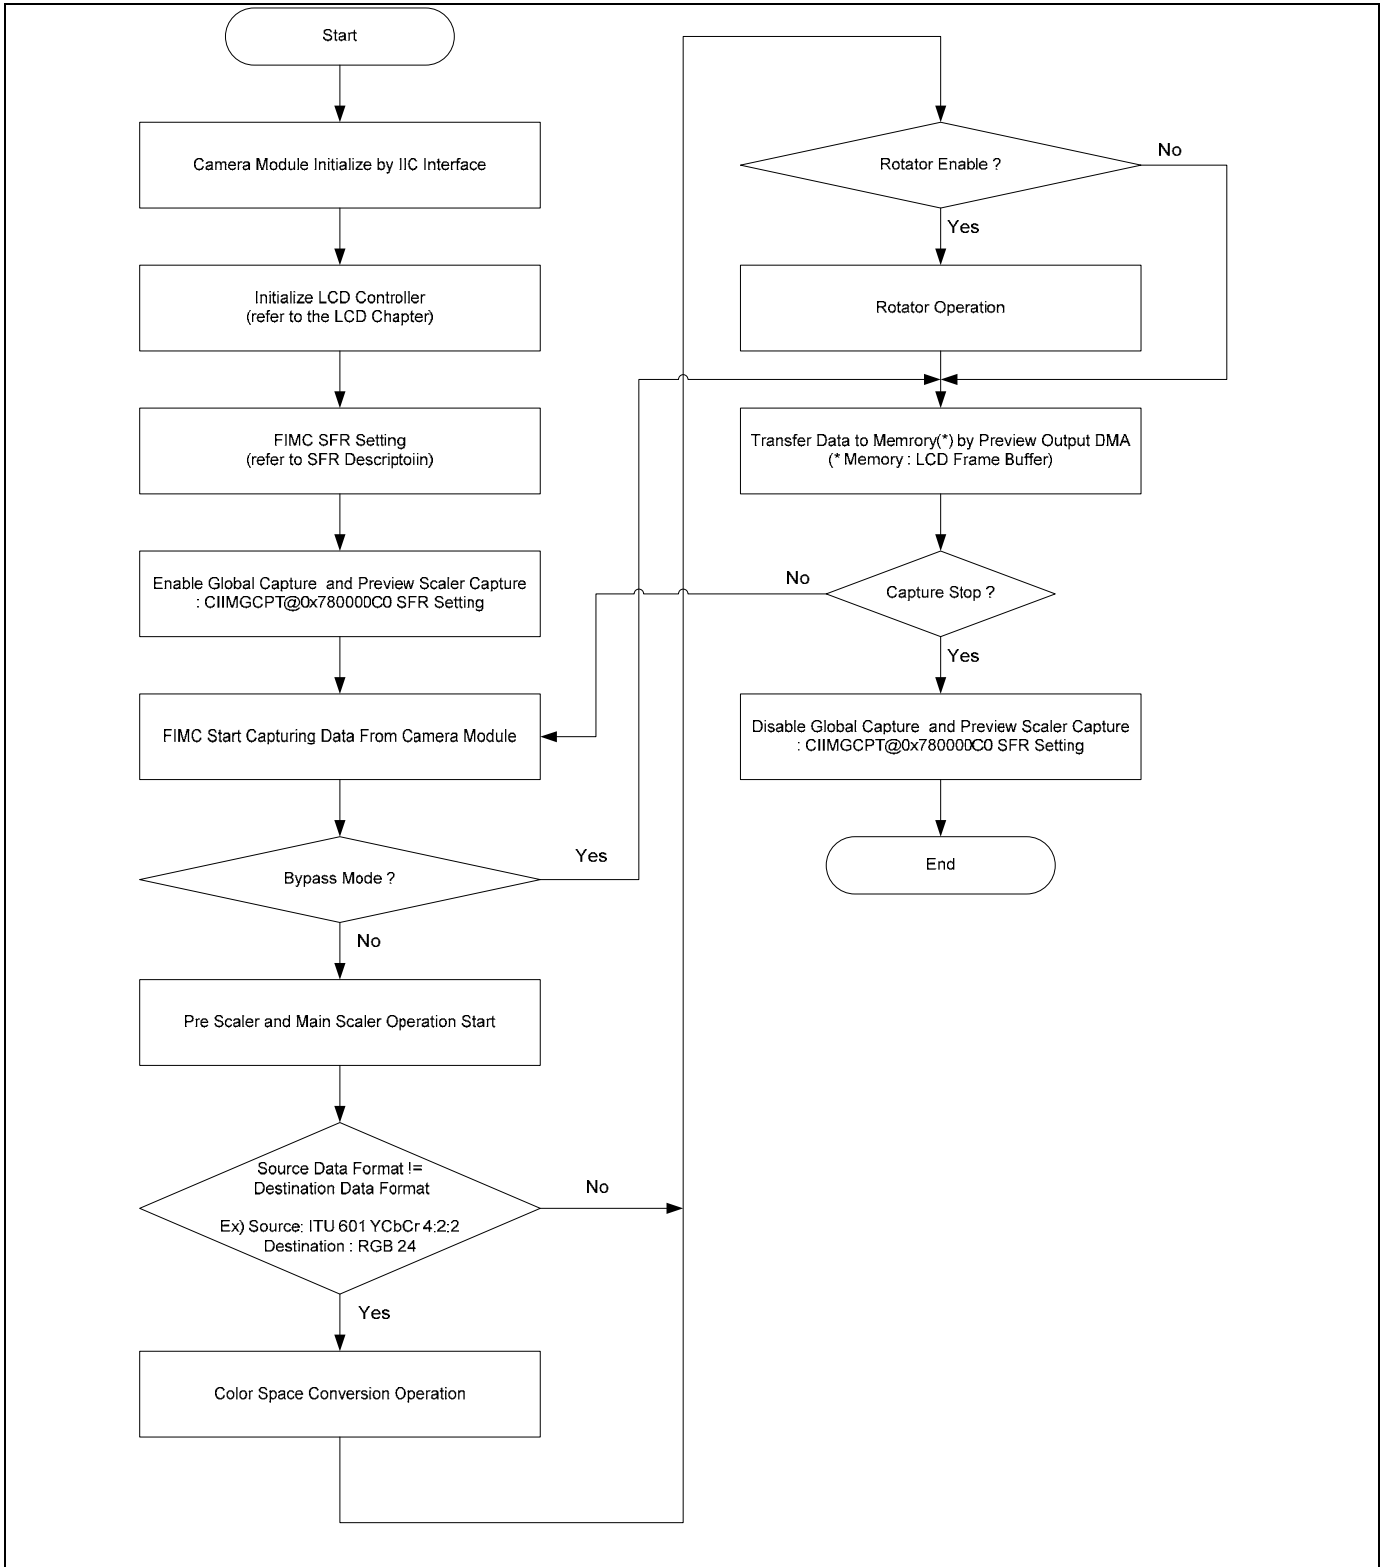 Start
Camera Module Initialize by IIC Interface
Initialize LCD Controller
(refer to the LCD Chapter)
FIMC SFR Setting
(refer to SFR Descriptoiin)
Enable Global Capture and Preview Scaler Capture
: CIIMGCPT@0x780000C0 SFR Setting
FIMC Start Capturing Data From Camera Module
Bypass Mode ?
Yes
No
Pre Scaler and Main Scaler Operation Start
Source Data Format !=
Destination Data Format
Ex) Source: ITU 601 YCbCr 4:2:2
Destination : RGB 24
No
Yes
Color Space Conversion Operation
Rotator Enable ?
No
Yes
Rotator Operation
Transfer Data to Memrory(*) by Preview Output DMA
(* Memory : LCD Frame Buffer)
No
Capture Stop ?
Yes
Disable Global Capture and Preview Scaler Capture
: CIIMGCPT@0x780000C0 SFR Setting
End